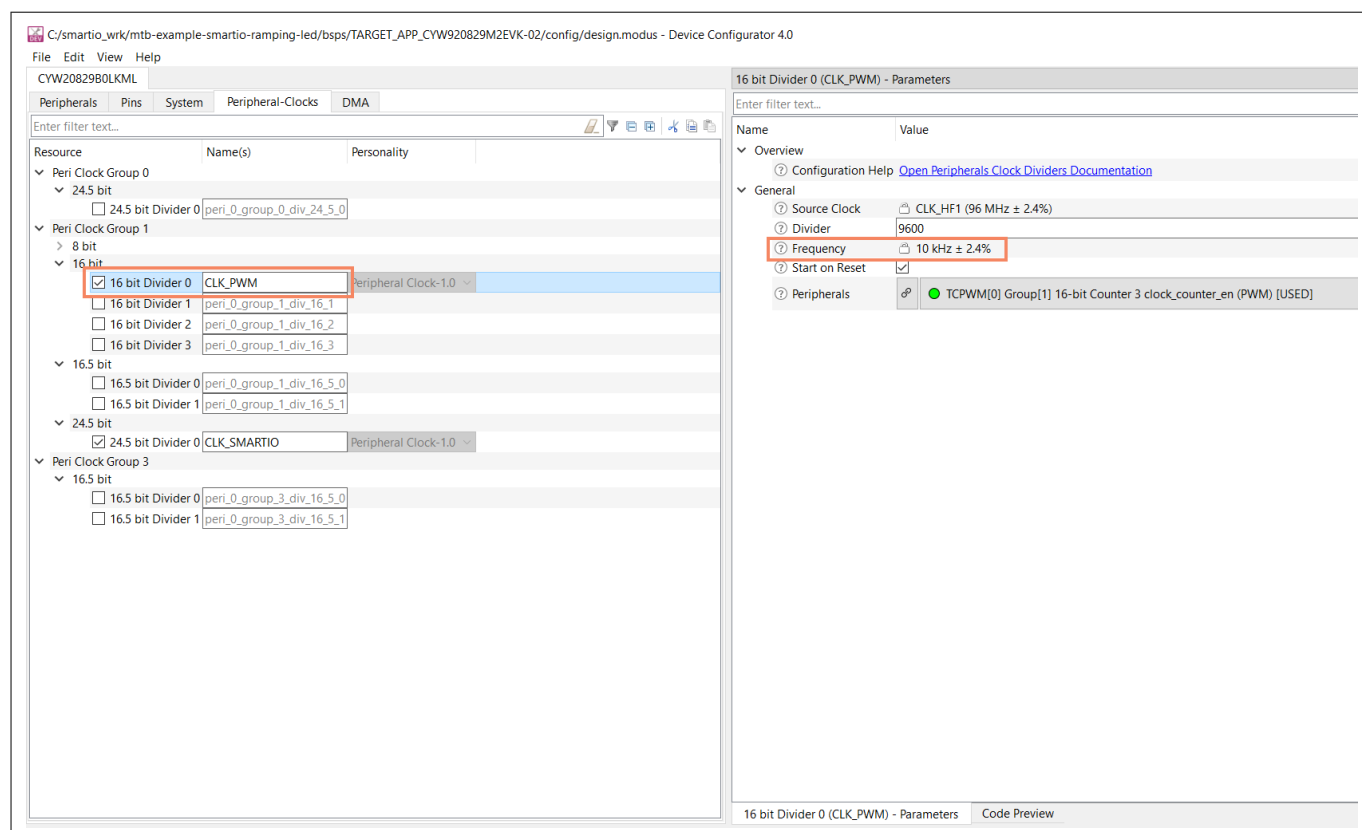 C:/smartio_wrk/mtb-example-smartio-ramping-led/bsps/TARGET_APP_CYW920829M2EVK-02/config/design.modus - Device Configurator 4.0
File Edit View Help
CYW20829B0LKML
Peripherals Pins System Peripheral-Clocks DMA
Enter filter text...
Resource Name(s) Personality
Peri Clock Group 0
24.5 bit
24.5 bit Divider 0 peri_0_group_0_div_24_5_0
Peri Clock Group 1
8 bit
16 bit
16 bit Divider 0 CLK_PWM Peripheral Clock-1.0
16 bit Divider 1 peri_0_group_1_div_16_1
16 bit Divider 2 peri_0_group_1_div_16_2
16 bit Divider 3 peri_0_group_1_div_16_3
16.5 bit
16.5 bit Divider 0 peri_0_group_1_div_16_5_0
16.5 bit Divider 1 peri_0_group_1_div_16_5_1
24.5 bit
24.5 bit Divider 0 CLK_SMARTIO Peripheral Clock-1.0
Peri Clock Group 3
16.5 bit
16.5 bit Divider 0 peri_0_group_3_div_16_5_0
16.5 bit Divider 1 peri_0_group_3_div_16_5_1
16 bit Divider 0 (CLK_PWM) - Parameters
Enter filter text...
Name Value
Overview
Configuration Help Open Peripherals Clock Dividers Documentation
General
Source Clock CLK_HF1 (96 MHz ± 2.4%)
Divider 9600
Frequency 10 kHz ± 2.4%
Start on Reset
Peripherals TCPWM[0] Group[1] 16-bit Counter 3 clock_counter_en (PWM) [USED]
16 bit Divider 0 (CLK_PWM) - Parameters Code Preview